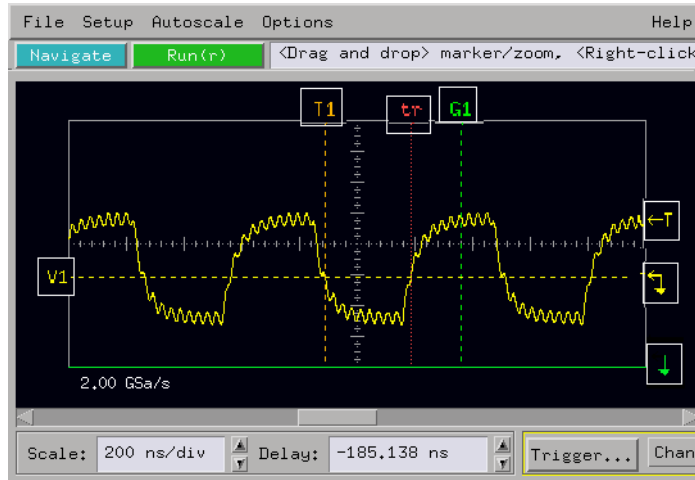 File Setup Autoscale Options Help
Navigate Run(r) <Drag and drop> marker/zoom, <Right-click
T1 tr G1
←T
V1
2.00 GSa/s
Scale: 200 ns/div Delay: -185.138 ns Trigger... Chan